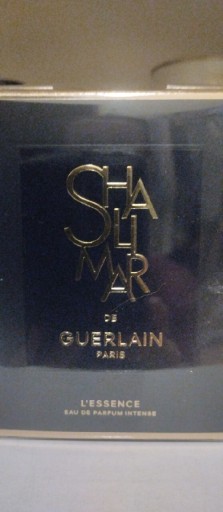 SHA
LI
MAR
DE
GUERLAIN
PARIS
L'ESSENCE
EAU DE PARFUM INTENSE